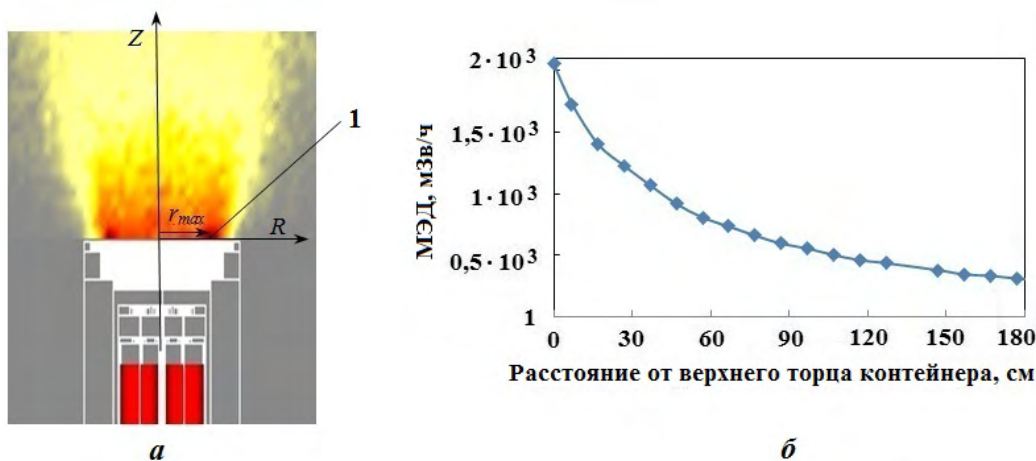 Z
1
r max
R
а
МЭД, мЗв/ч
2·10³
1,5·10³
1·10³
0,5·10³
1
0 30 60 90 120 150 180
Расстояние от верхнего торца контейнера, см
б